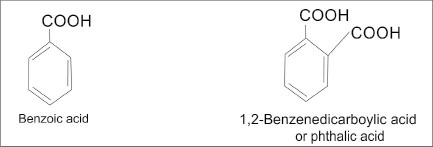 COOH
Benzoic acid
COOH
COOH
1,2-Benzenedicarboylic acid
or phthalic acid